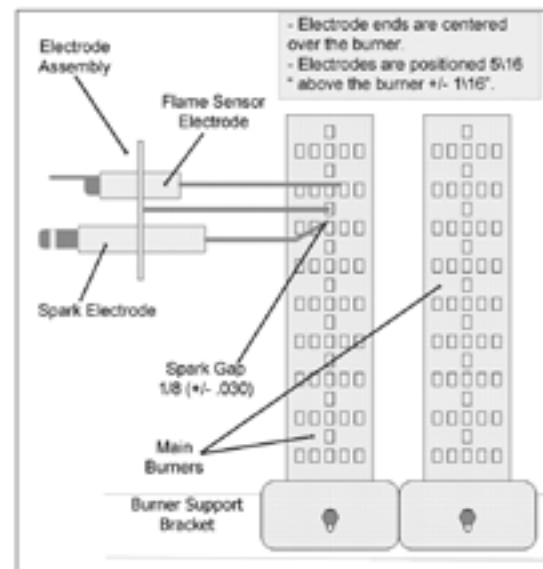 - Electrode ends are centered
over the burner.
- Electrodes are positioned 5\16
" above the burner +/- 1\16".
Electrode
Assembly
Flame Sensor
Electrode
Spark Electrode
Spark Gap
1/8 (+/- .030)
Main
Burners
Burner Support
Bracket